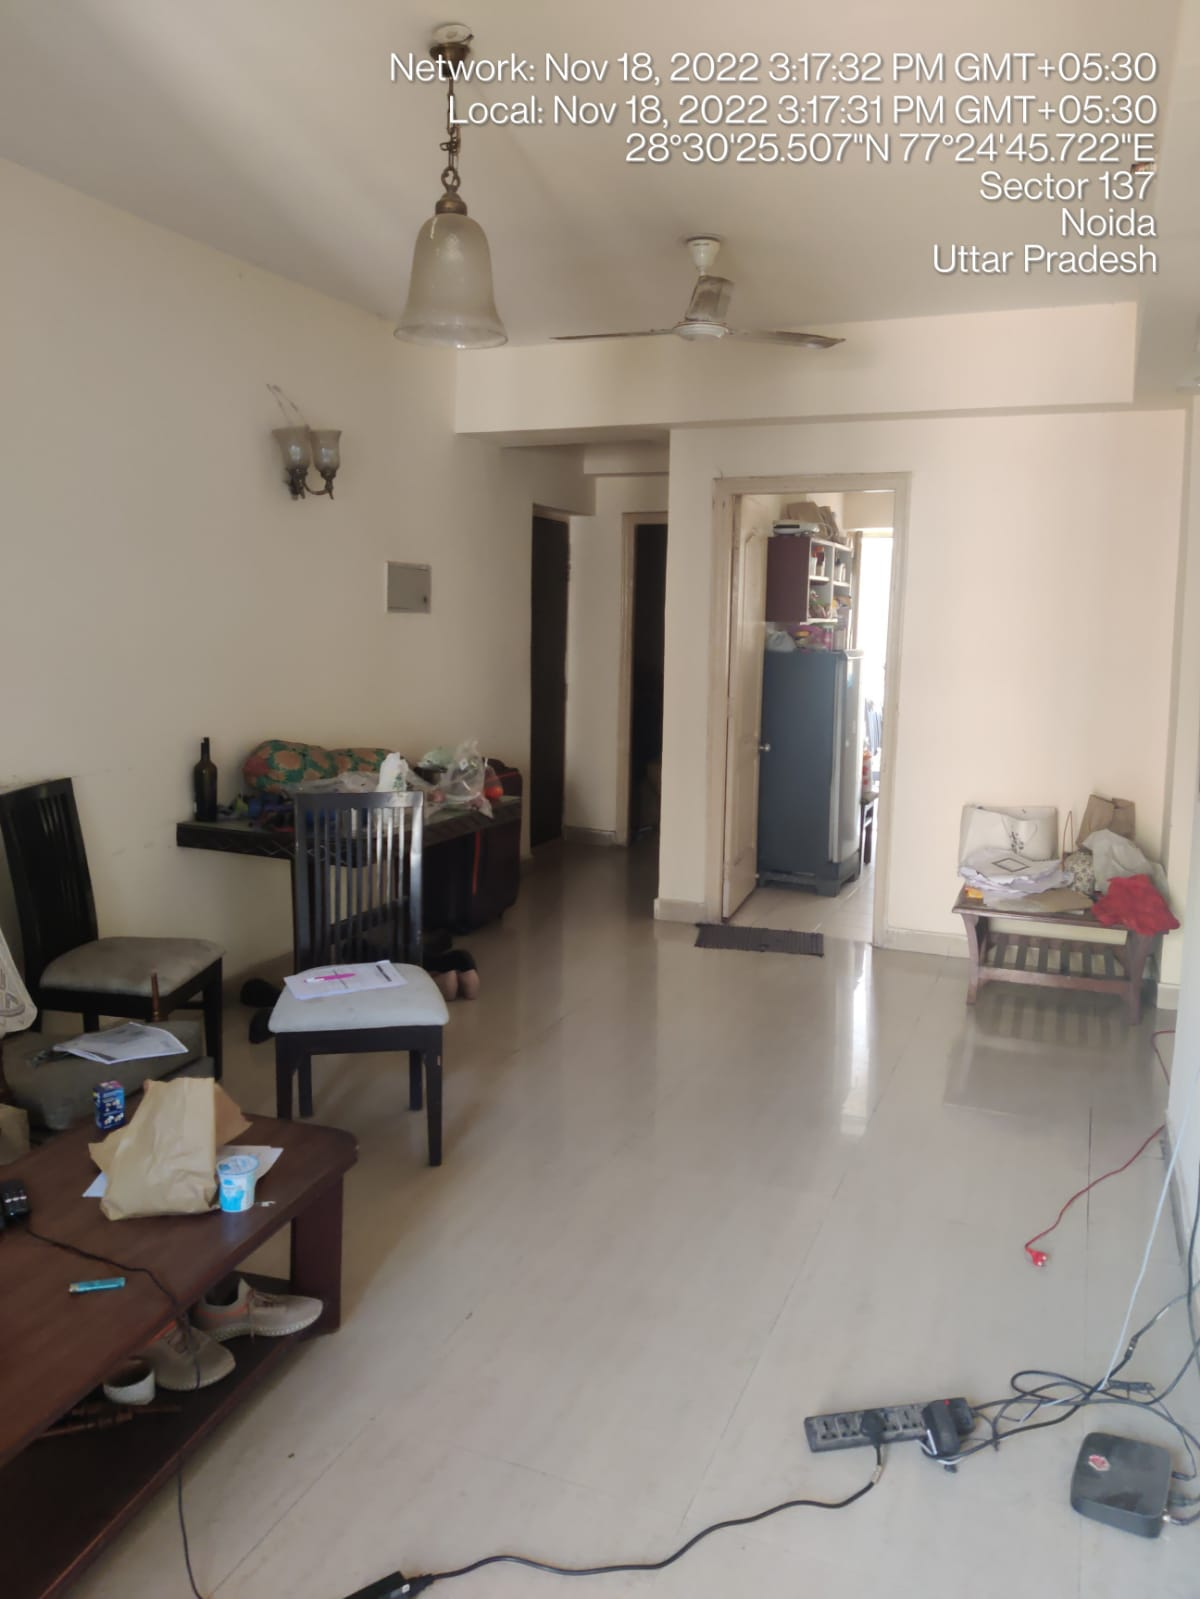 Network: Nov 18, 2022 3:17:32 PM GMT+05:30
Local: Nov 18, 2022 3:17:31 PM GMT+05:30
28°30'25.507"N 77°24'45.722"E
Sector 137
Noida
Uttar Pradesh